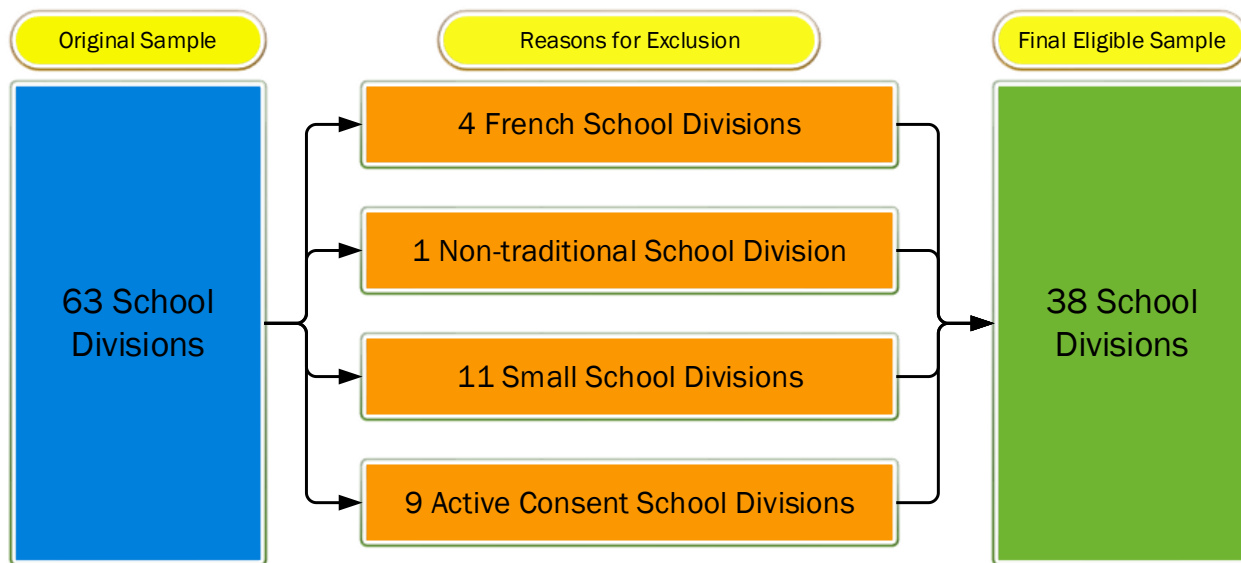 Original Sample
Reasons for Exclusion
Final Eligible Sample
63 School
Divisions
4 French School Divisions
1 Non-traditional School Division
11 Small School Divisions
9 Active Consent School Divisions
38 School
Divisions